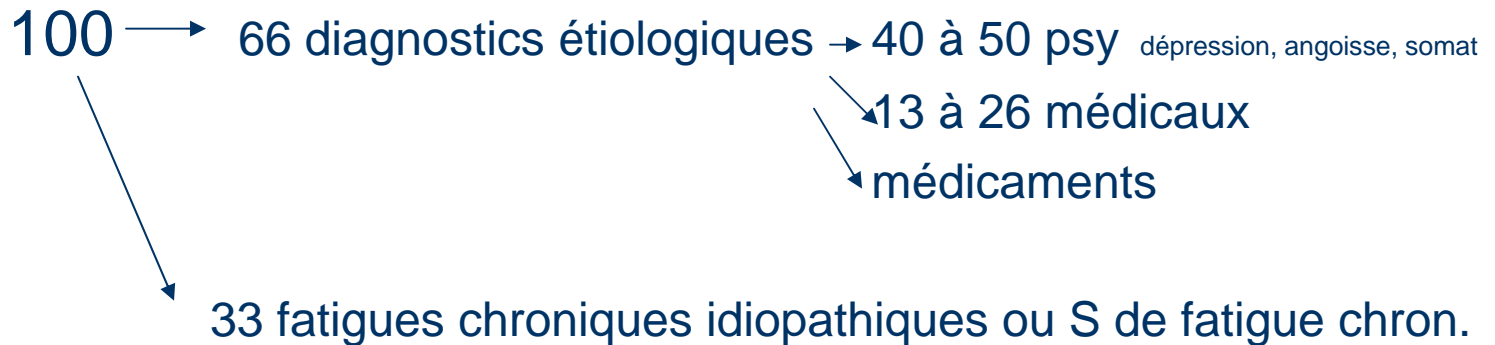 100 66 diagnostics étiologiques 40 à 50 psy dépression, angoisse, somat
13 à 26 médicaux
médicaments
33 fatigues chroniques idiopathiques ou S de fatigue chron.